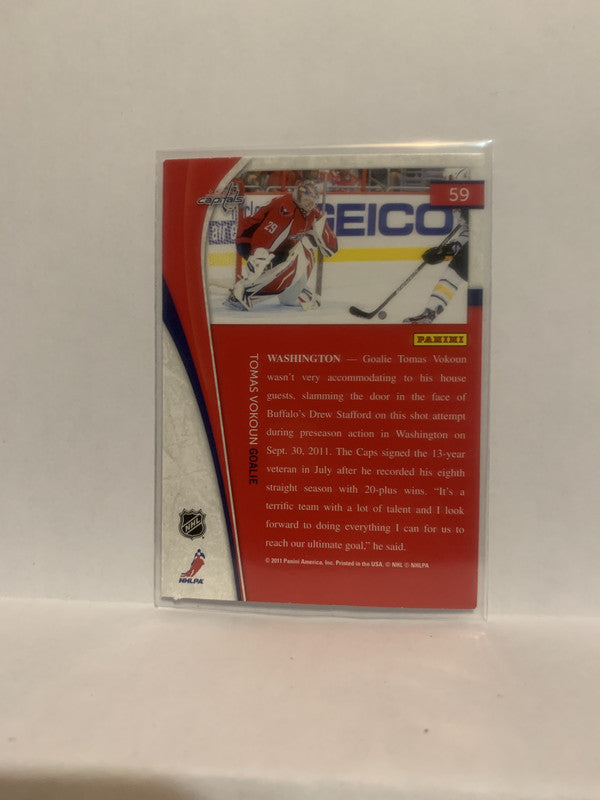 capitals
59
29
GEICO
PANINI
WASHINGTON — Goalie Tomas Vokoun
wasn't very accommodating to his house
guests, slamming the door in the face of
Buffalo's Drew Stafford on this shot attempt
during preseason action in Washington on
Sept. 30, 2011. The Caps signed the 13-year
veteran in July after he recorded his eighth
straight season with 20-plus wins. “It's a
terrific team with a lot of talent and I look
forward to doing everything I can for us to
reach our ultimate goal,” he said.
© 2011 Panini America, Inc. Printed in the USA. © NHL © NHLPA
TOMAS VOKOUN GOALIE
NHL
NHLPA